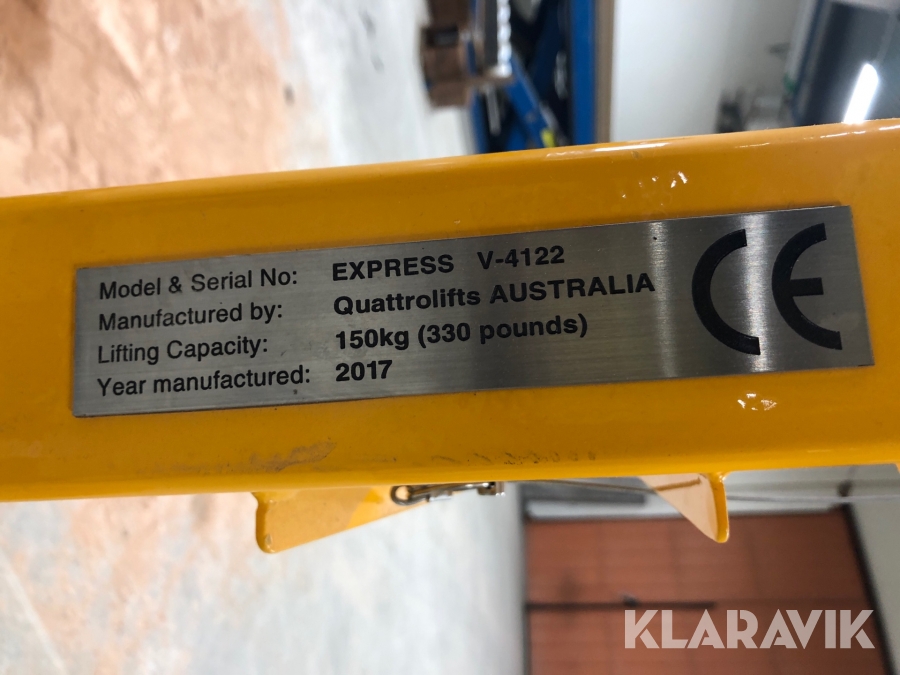 Model & Serial No: EXPRESS V-4122
Manufactured by: Quattrolifts AUSTRALIA
Lifting Capacity: 150kg (330 pounds)
Year manufactured: 2017
CE
KLARAVIK